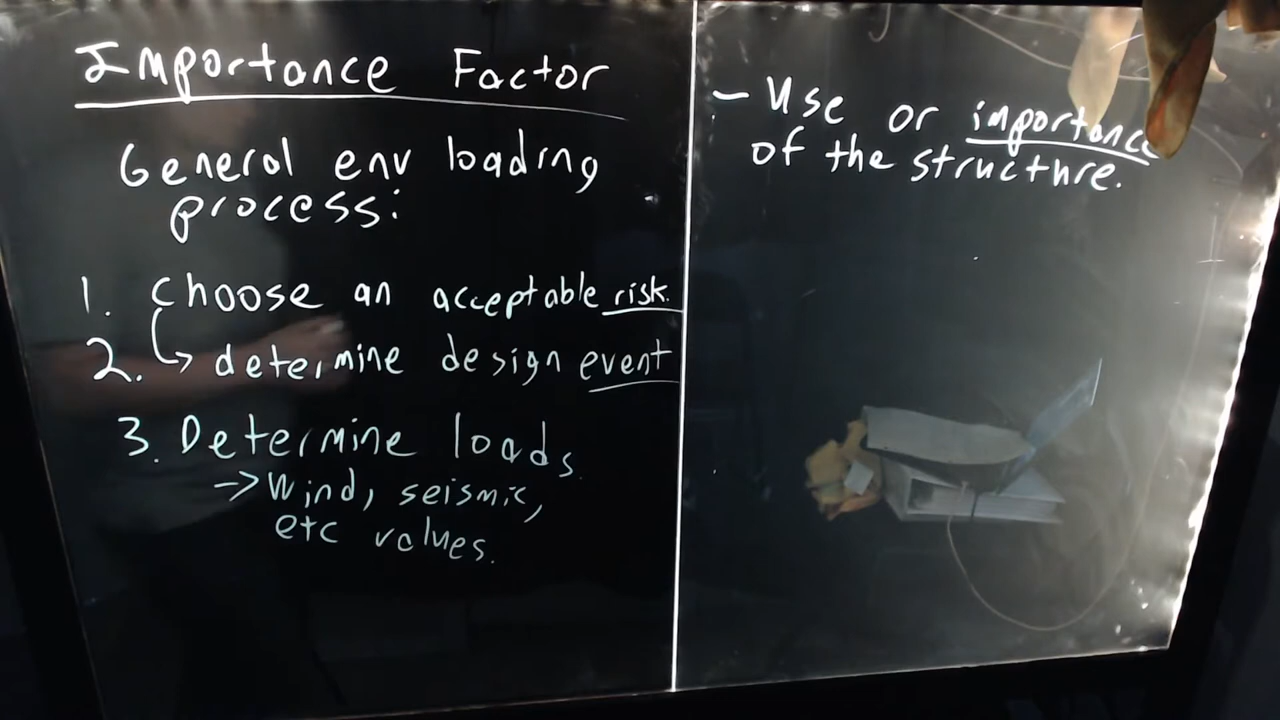 Importance Factor
General env loading
process:
1. Choose an acceptable risk.
2. → determine design event
3. Determine loads.
→ Wind, seismic,
etc values.
- Use or importance
of the structure.